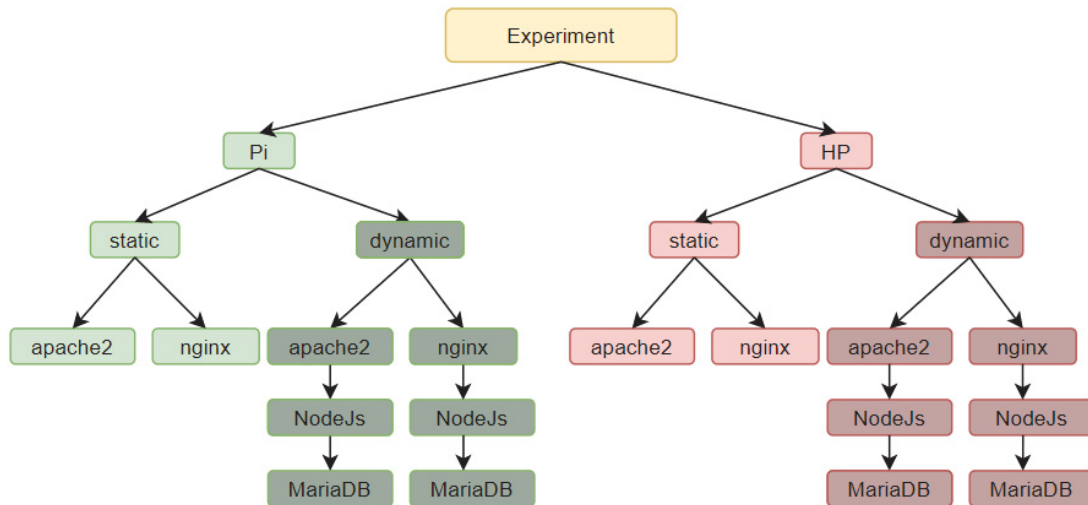 Experiment
Pi
HP
static
dynamic
static
dynamic
apache2
nginx
apache2
nginx
apache2
nginx
apache2
nginx
NodeJs
NodeJs
NodeJs
NodeJs
MariaDB
MariaDB
MariaDB
MariaDB